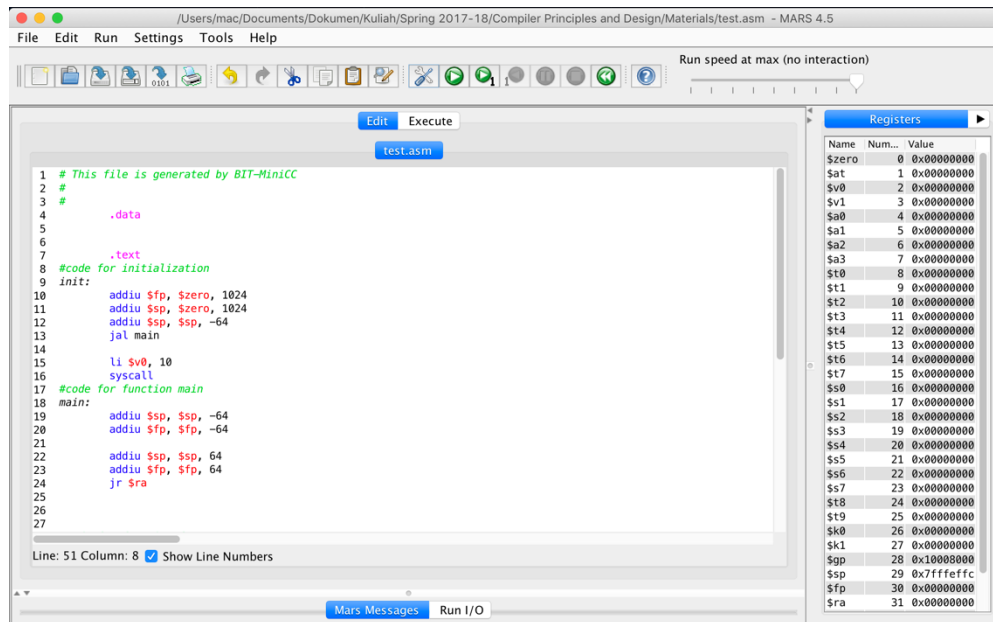 /Users/mac/Documents/Dokumen/Kuliah/Spring 2017-18/Compiler Principles and Design/Materials/test.asm - MARS 4.5
File Edit Run Settings Tools Help
Run speed at max (no interaction)
Edit Execute
test.asm
1 # This file is generated by BIT-MiniCC
2 #
3 #
4 .data
5
6
7 .text
8 #code for initialization
9 init:
10 addiu $fp, $zero, 1024
11 addiu $sp, $zero, 1024
12 addiu $sp, $sp, -64
13 jal main
14
15 li $v0, 10
16 syscall
17 #code for function main
18 main:
19 addiu $sp, $sp, -64
20 addiu $fp, $fp, -64
21
22 addiu $sp, $sp, 64
23 addiu $fp, $fp, 64
24 jr $ra
25
26
27
Line: 51 Column: 8 Show Line Numbers
Mars Messages Run I/O
Registers
Name Num... Value
$zero 0 0x00000000
$at 1 0x00000000
$v0 2 0x00000000
$v1 3 0x00000000
$a0 4 0x00000000
$a1 5 0x00000000
$a2 6 0x00000000
$a3 7 0x00000000
$t0 8 0x00000000
$t1 9 0x00000000
$t2 10 0x00000000
$t3 11 0x00000000
$t4 12 0x00000000
$t5 13 0x00000000
$t6 14 0x00000000
$t7 15 0x00000000
$s0 16 0x00000000
$s1 17 0x00000000
$s2 18 0x00000000
$s3 19 0x00000000
$s4 20 0x00000000
$s5 21 0x00000000
$s6 22 0x00000000
$s7 23 0x00000000
$t8 24 0x00000000
$t9 25 0x00000000
$k0 26 0x00000000
$k1 27 0x00000000
$gp 28 0x10008000
$sp 29 0x7fffeffc
$fp 30 0x00000000
$ra 31 0x00000000